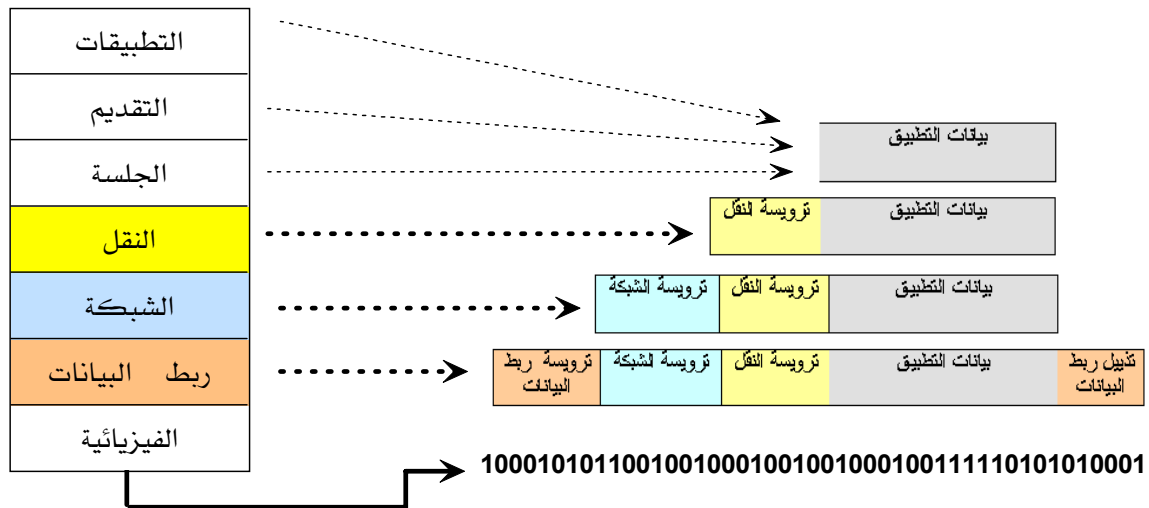 التطبيقات
التقديم
الجلسة
النقل
الشبكة
ربط البيانات
الفيزيائية
بيانات التطبيق
ترويسة النقل
بيانات التطبيق
ترويسة الشبكة
ترويسة النقل
بيانات التطبيق
ترويسة ربط
البيانات
ترويسة الشبكة
ترويسة النقل
بيانات التطبيق
تذييل ربط
البيانات
1000101011001001000100100100010011111010101010001